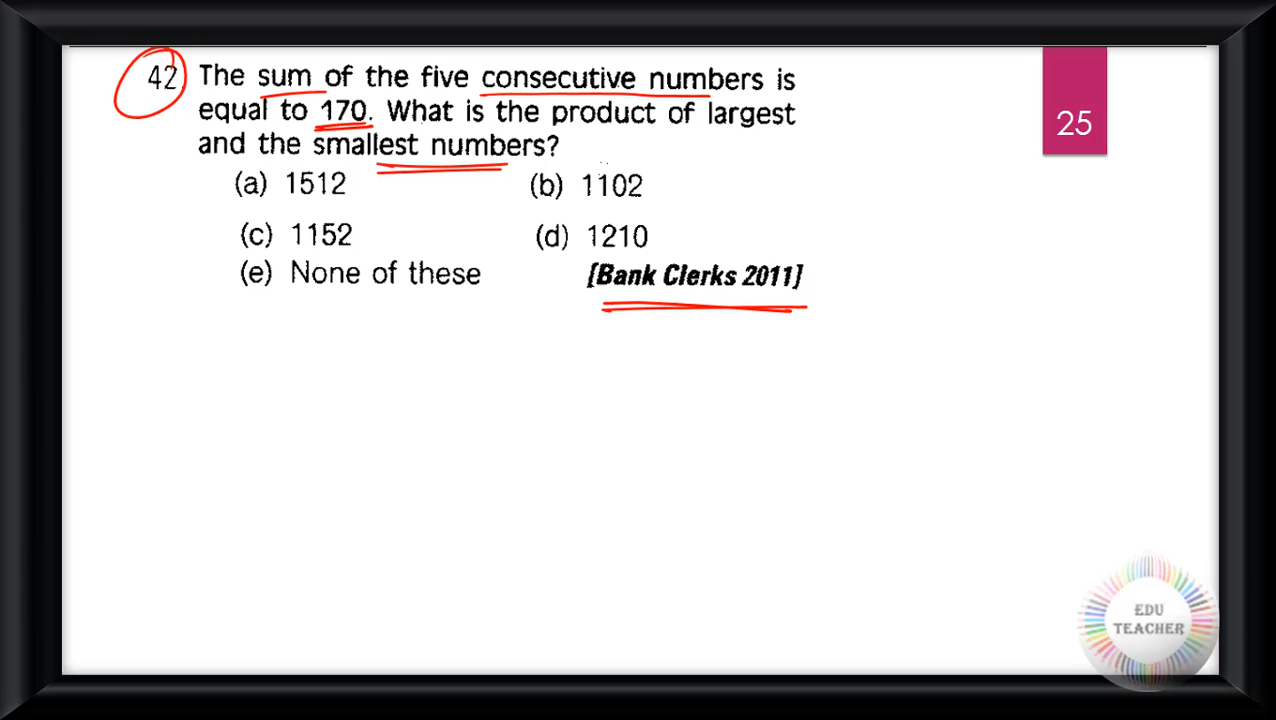 42 The sum of the five consecutive numbers is
equal to 170. What is the product of largest
and the smallest numbers?
(a) 1512 (b) 1102
(c) 1152 (d) 1210
(e) None of these [Bank Clerks 2011]
25
EDU
TEACHER